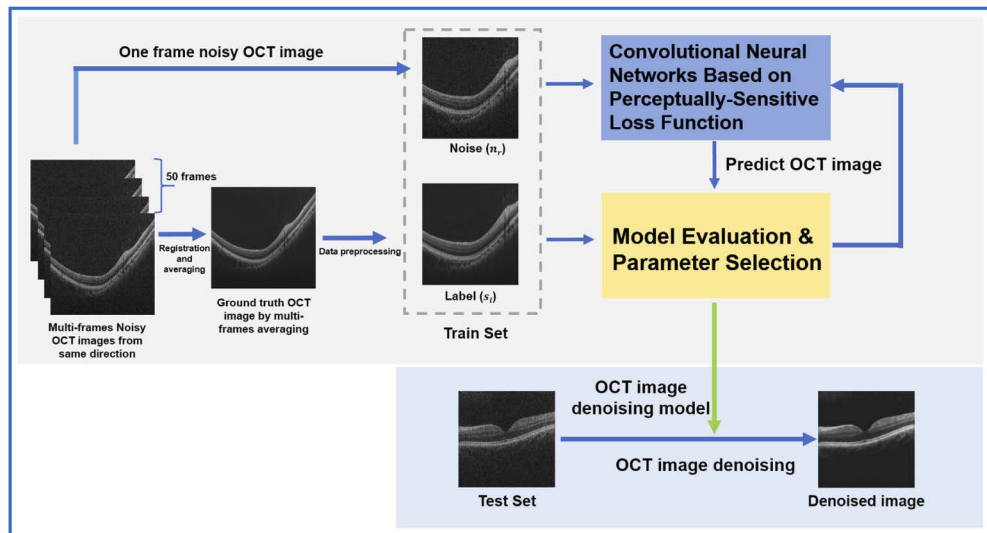 One frame noisy OCT image
50 frames
Multi-frames Noisy
OCT images from
same direction
Registration
and
averaging
Ground truth OCT
image by multi-
frames averaging
Data preprocessing
Noise (nᵣ)
Label (sᵢ)
Train Set
Convolutional Neural
Networks Based on
Perceptually-Sensitive
Loss Function
Predict OCT image
Model Evaluation &
Parameter Selection
OCT image
denoising model
OCT image denoising
Test Set
Denoised image